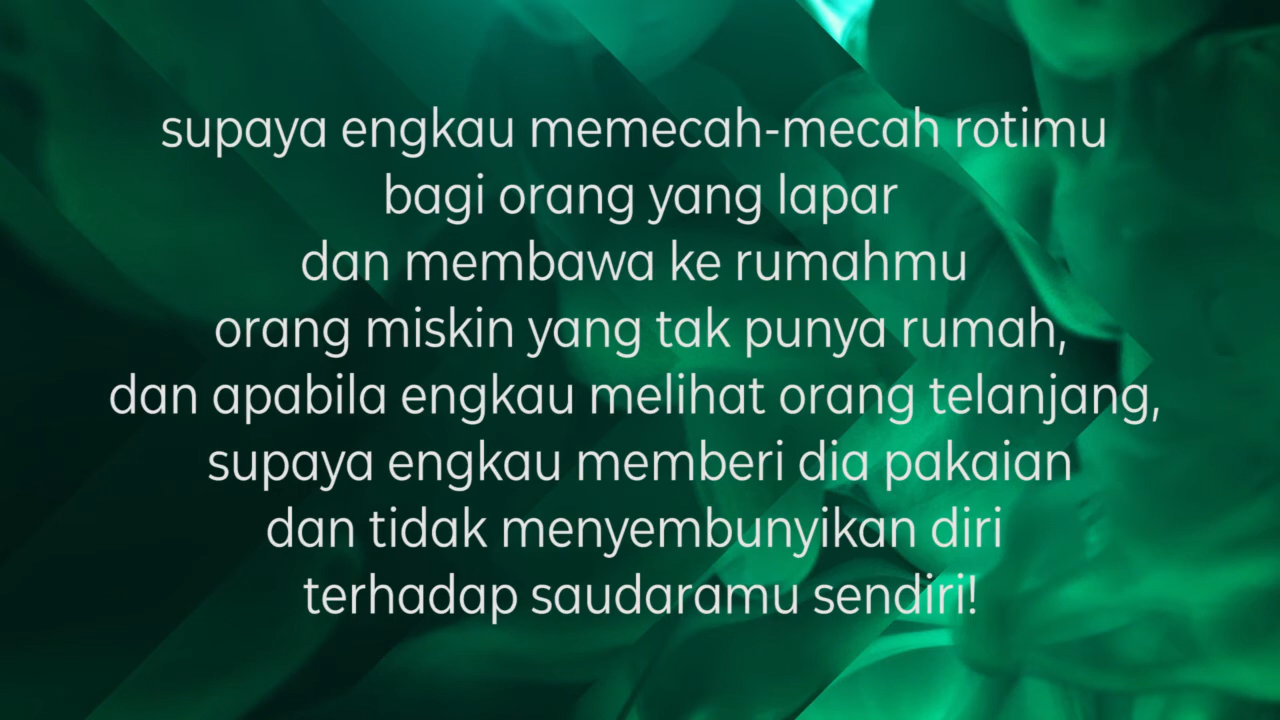 supaya engkau memecah-mecah rotimu
bagi orang yang lapar
dan membawa ke rumahmu
orang miskin yang tak punya rumah,
dan apabila engkau melihat orang telanjang,
supaya engkau memberi dia pakaian
dan tidak menyembunyikan diri
terhadap saudaramu sendiri!